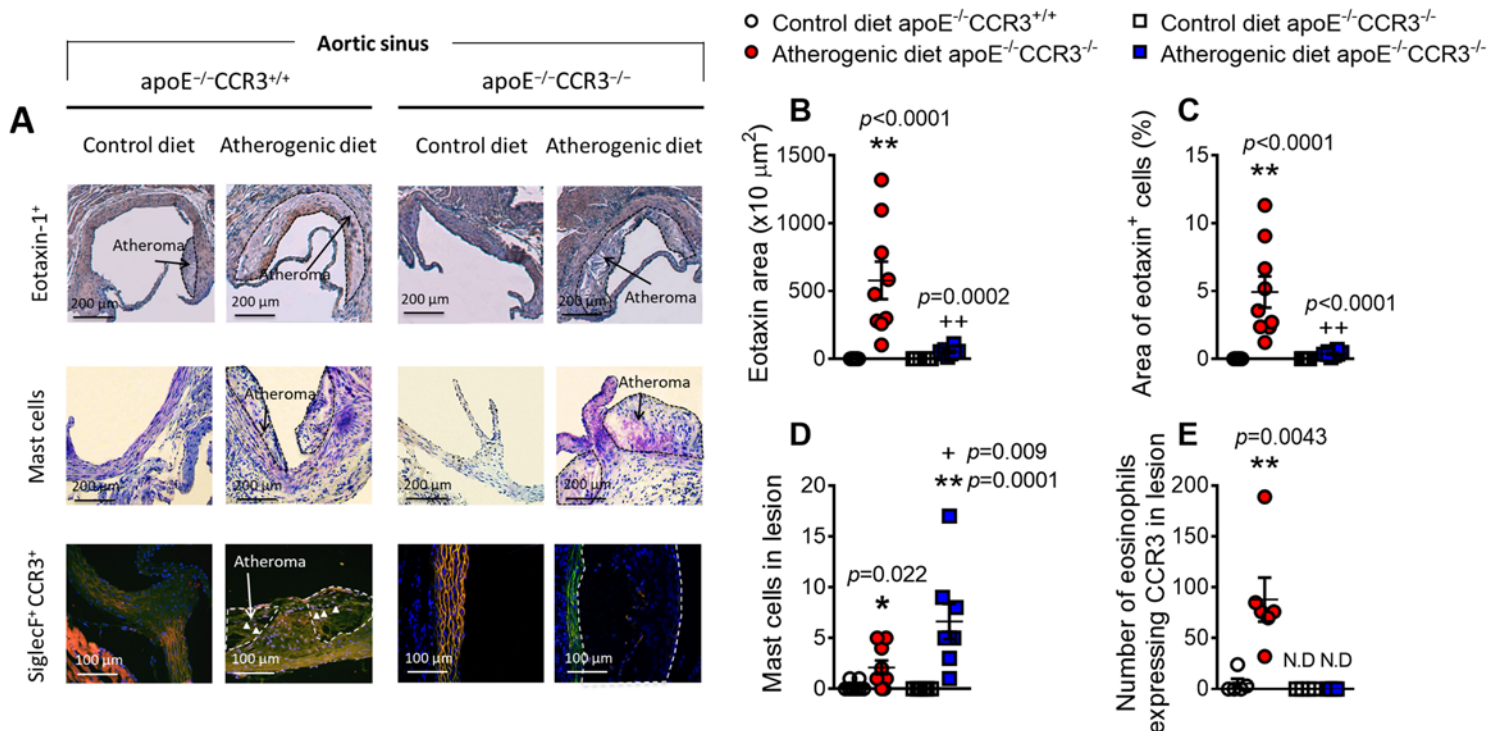 Aortic sinus
apoE⁻/⁻CCR3⁺/⁺
apoE⁻/⁻CCR3⁻/⁻
A
Control diet
Atherogenic diet
Control diet
Atherogenic diet
Eotaxin-1⁺
Atheroma
200 µm
Atheroma
200 µm
200 µm
Atheroma
200 µm
Mast cells
200 µm
Atheroma
200 µm
200 µm
Atheroma
200 µm
SiglecF⁺ CCR3⁺
100 µm
Atheroma
100 µm
100 µm
100 µm
Control diet apoE⁻/⁻CCR3⁺/⁺
Control diet apoE⁻/⁻CCR3⁻/⁻
Atherogenic diet apoE⁻/⁻CCR3⁻/⁻
Atherogenic diet apoE⁻/⁻CCR3⁻/⁻
B
p<0.0001
**
Eotaxin area (x10 µm²)
1500
1000
500
0
p=0.0002
++
C
p<0.0001
**
Area of eotaxin⁺ cells (%)
15
10
5
0
p<0.0001
++
D
+ p=0.009
** p=0.0001
Mast cells in lesion
20
15
10
5
0
p=0.022
*
E
p=0.0043
**
Number of eosinophils
expressing CCR3 in lesion
200
150
100
50
0
N.D N.D